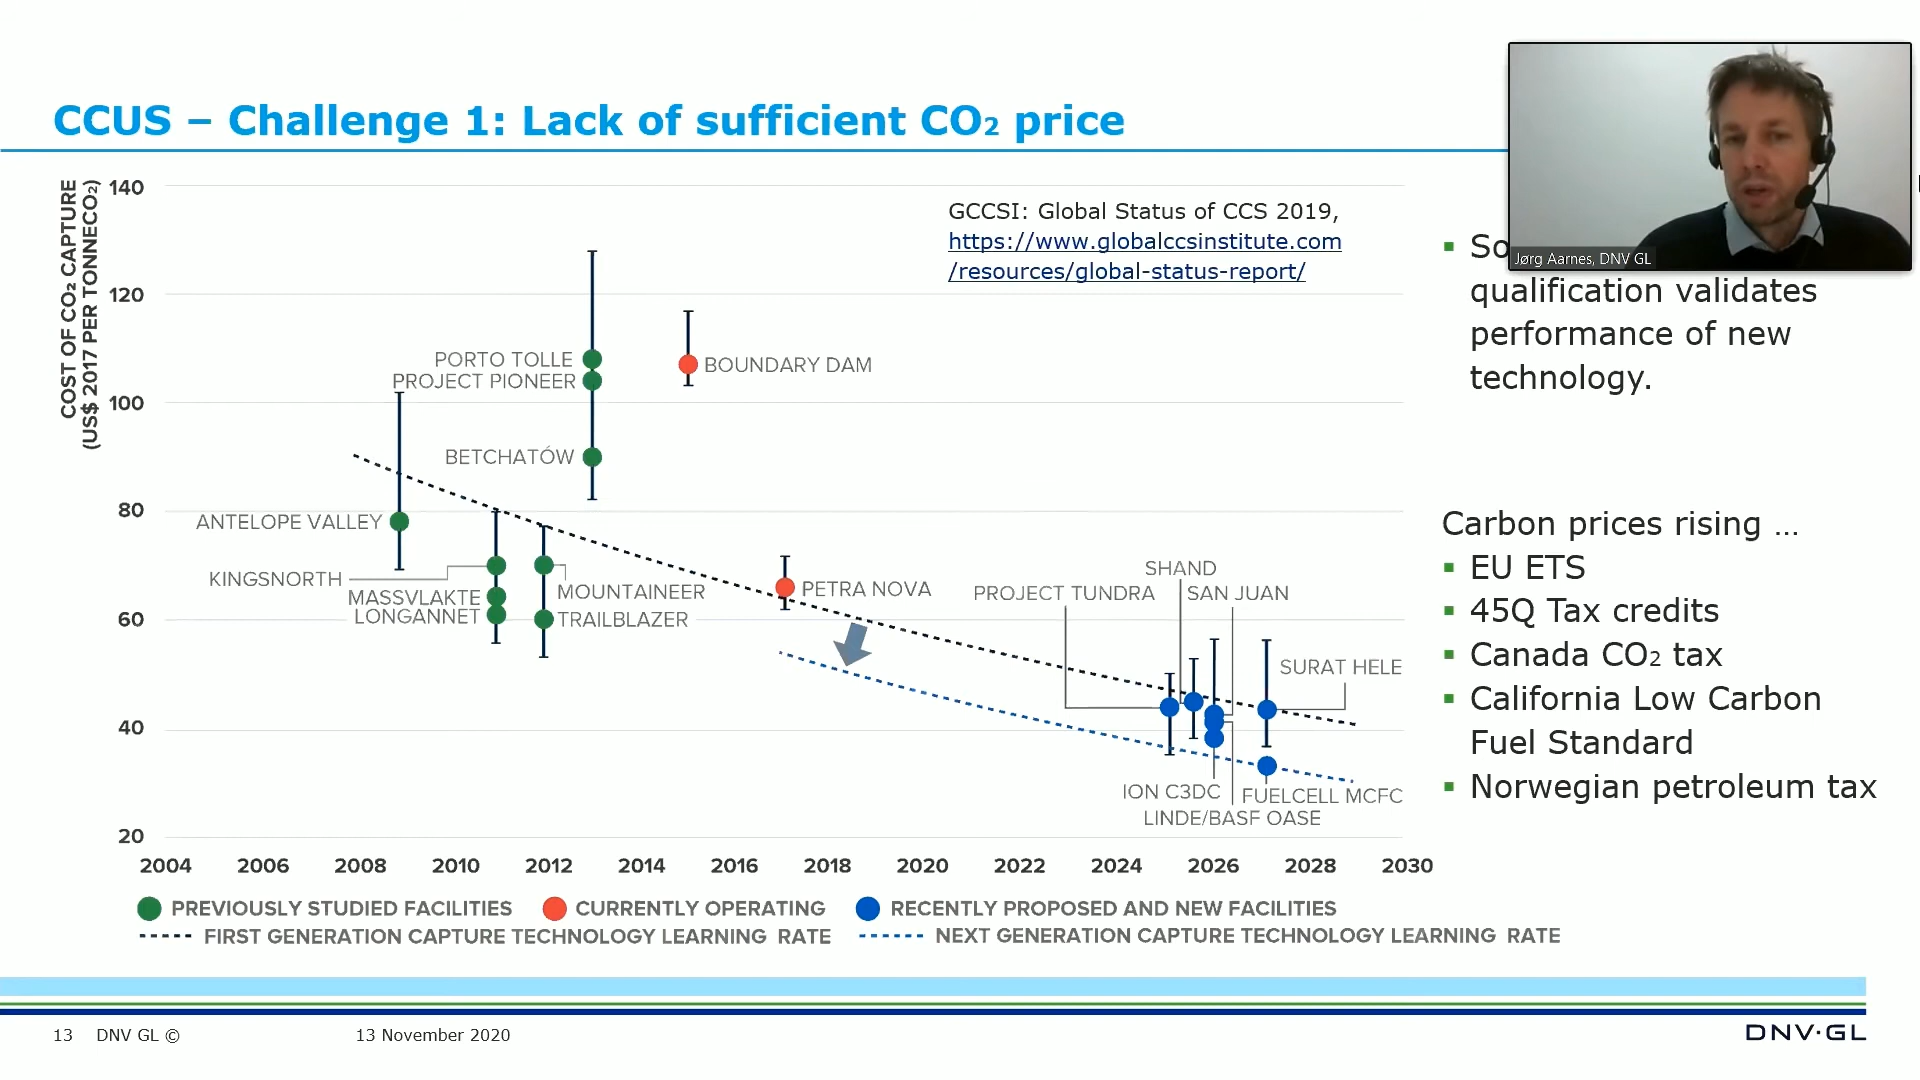 CCUS – Challenge 1: Lack of sufficient CO₂ price
COST OF CO₂ CAPTURE
(US$ 2017 PER TONNECO₂)
140
120
100
80
60
40
20
GCCSI: Global Status of CCS 2019,
https://www.globalccsinstitute.com
/resources/global-status-report/
PORTO TOLLE
PROJECT PIONEER
BOUNDARY DAM
BETCHATÓW
ANTELOPE VALLEY
KINGSNORTH
MASSVLAKTE
LONGANNET
MOUNTAINEER
TRAILBLAZER
PETRA NOVA
SHAND
PROJECT TUNDRA
SAN JUAN
SURAT HELE
ION C3DC
FUELCELL MCFC
LINDE/BASF OASE
2004 2006 2008 2010 2012 2014 2016 2018 2020 2022 2024 2026 2028 2030
PREVIOUSLY STUDIED FACILITIES
CURRENTLY OPERATING
RECENTLY PROPOSED AND NEW FACILITIES
FIRST GENERATION CAPTURE TECHNOLOGY LEARNING RATE
NEXT GENERATION CAPTURE TECHNOLOGY LEARNING RATE
Jørg Aarnes, DNV GL
qualification validates
performance of new
technology.
Carbon prices rising ...
▪ EU ETS
▪ 45Q Tax credits
▪ Canada CO₂ tax
▪ California Low Carbon
Fuel Standard
▪ Norwegian petroleum tax
13 DNV GL © 13 November 2020
DNV·GL